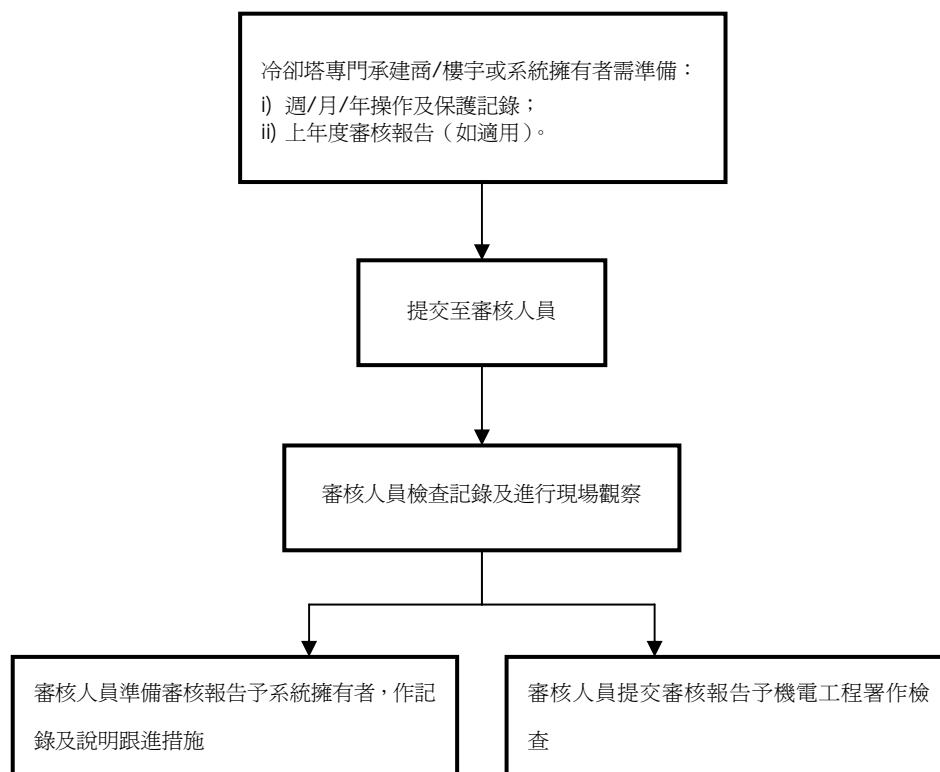 冷卻塔專門承建商/樓宇或系統擁有者需準備：
i) 週/月/年操作及保護記錄；
ii) 上年度審核報告（如適用）。
提交至審核人員
審核人員檢查記錄及進行現場觀察
審核人員準備審核報告予系統擁有者，作記
錄及說明跟進措施
審核人員提交審核報告予機電工程署作檢
查